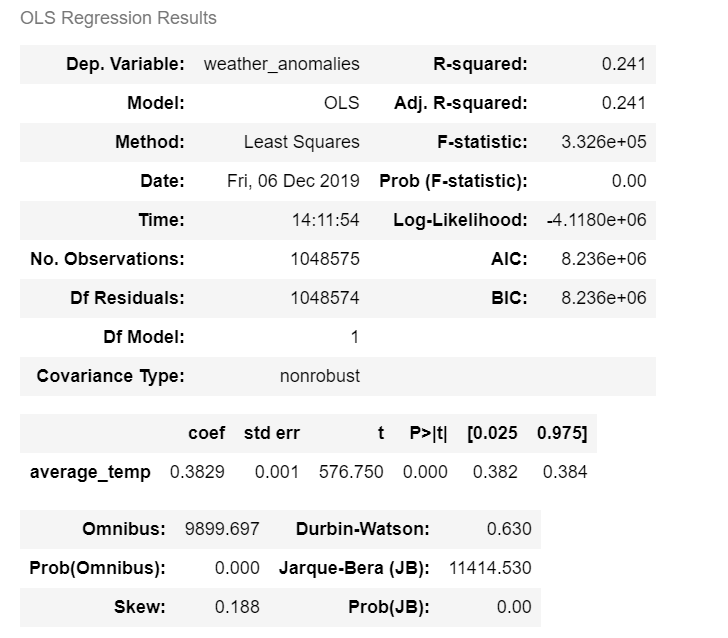 OLS Regression Results
Dep. Variable: weather_anomalies R-squared: 0.241
Model: OLS Adj. R-squared: 0.241
Method: Least Squares F-statistic: 3.326e+05
Date: Fri, 06 Dec 2019 Prob (F-statistic): 0.00
Time: 14:11:54 Log-Likelihood: -4.1180e+06
No. Observations: 1048575 AIC: 8.236e+06
Df Residuals: 1048574 BIC: 8.236e+06
Df Model: 1
Covariance Type: nonrobust
coef std err t P>|t| [0.025 0.975]
average_temp 0.3829 0.001 576.750 0.000 0.382 0.384
Omnibus: 9899.697 Durbin-Watson: 0.630
Prob(Omnibus): 0.000 Jarque-Bera (JB): 11414.530
Skew: 0.188 Prob(JB): 0.00